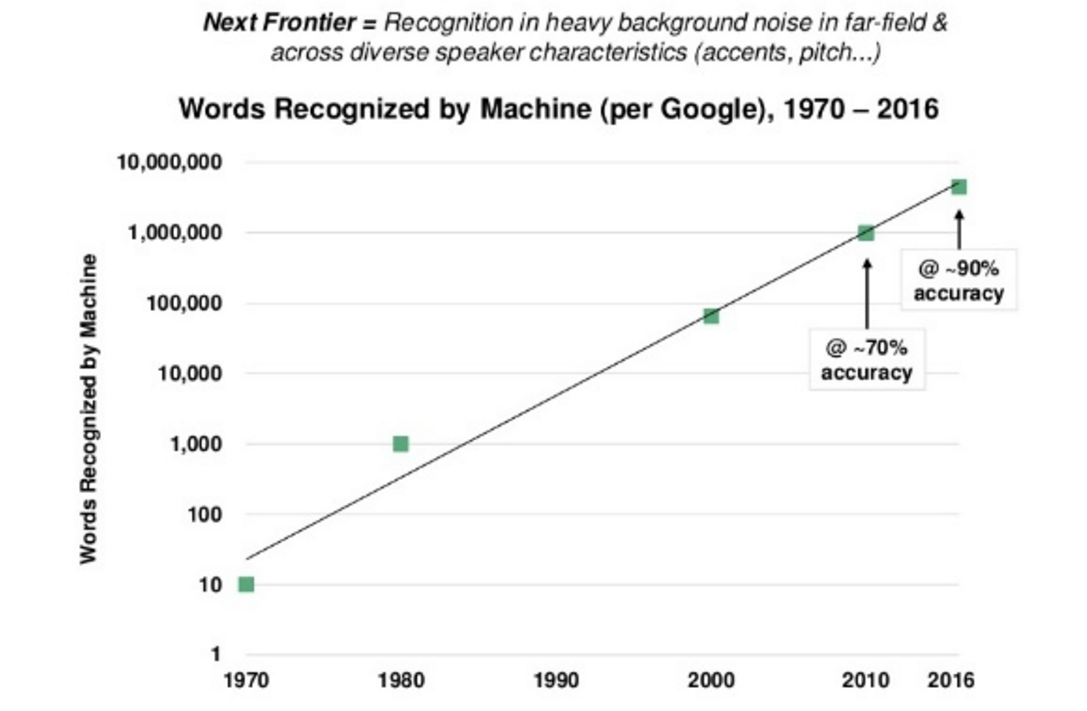 Next Frontier = Recognition in heavy background noise in far-field &
across diverse speaker characteristics (accents, pitch...)
Words Recognized by Machine (per Google), 1970 – 2016
Words Recognized by Machine
10,000,000
1,000,000
100,000
10,000
1,000
100
10
1
@ ~90%
accuracy
@ ~70%
accuracy
1970 1980 1990 2000 2010 2016